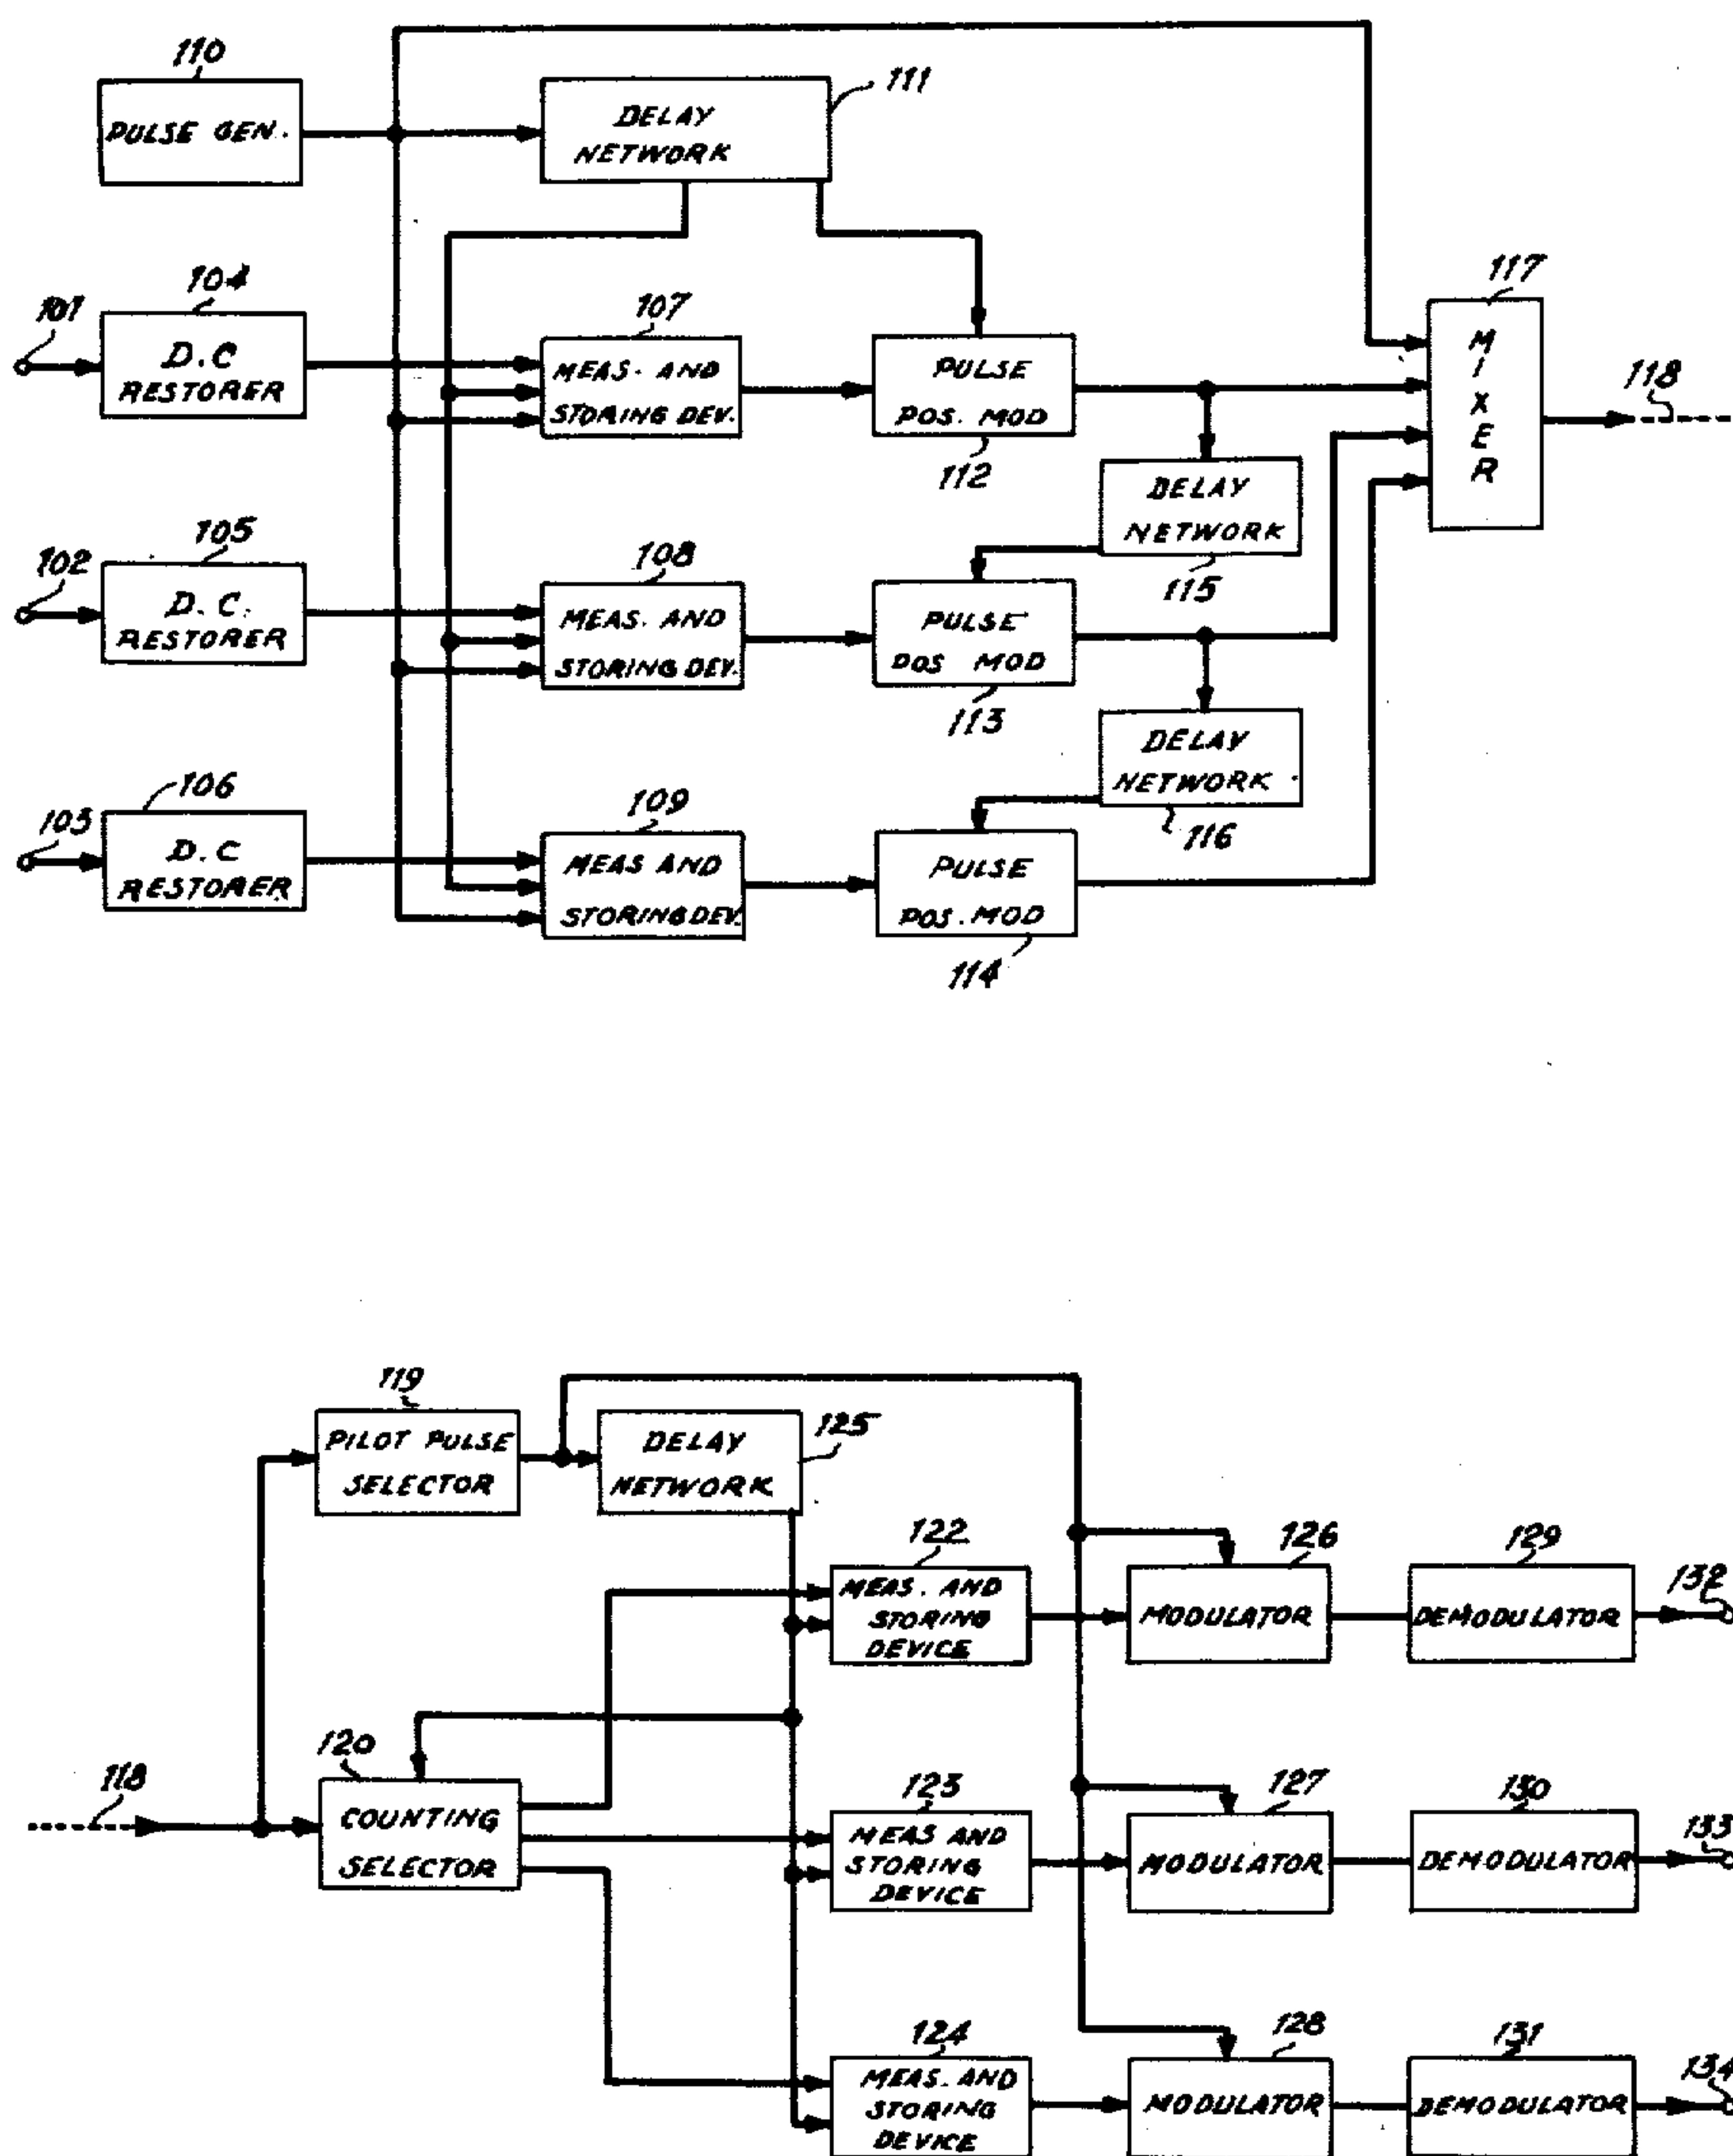 110
PULSE GEN.
DELAY
NETWORK
111
101
104
D.C
RESTORER
107
MEAS. AND
STORING DEV.
PULSE
POS. MOD
112
117
MIXER
118
DELAY
NETWORK
115
102
105
D.C.
RESTORER
108
MEAS. AND
STORING DEV.
PULSE
POS MOD
113
DELAY
NETWORK
116
103
106
D.C
RESTORER
109
MEAS AND
STORING DEV.
PULSE
POS. MOD
114
119
PILOT PULSE
SELECTOR
DELAY
NETWORK
125
122
MEAS. AND
STORING
DEVICE
126
MODULATOR
129
DEMODULATOR
132
118
120
COUNTING
SELECTOR
123
MEAS AND
STORING
DEVICE
127
MODULATOR
130
DEMODULATOR
133
124
MEAS. AND
STORING
DEVICE
128
MODULATOR
131
DEMODULATOR
134